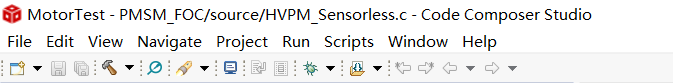 MotorTest - PMSM_FOC/source/HVPM_Sensorless.c - Code Composer Studio
File Edit View Navigate Project Run Scripts Window Help